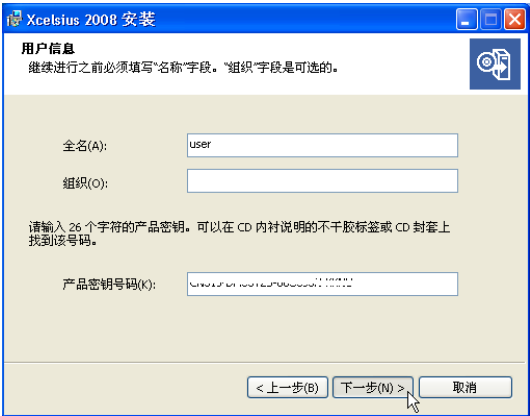 Xcelsius 2008 安装
用户信息
继续进行之前必须填写“名称”字段。“组织”字段是可选的。
全名(A):
user
组织(O):
请输入 26 个字符的产品密钥。可以在 CD 内衬说明的不干胶标签或 CD 封套上
找到该号码。
产品密钥号码(K):
< 上一步(B)
下一步(N) >
取消